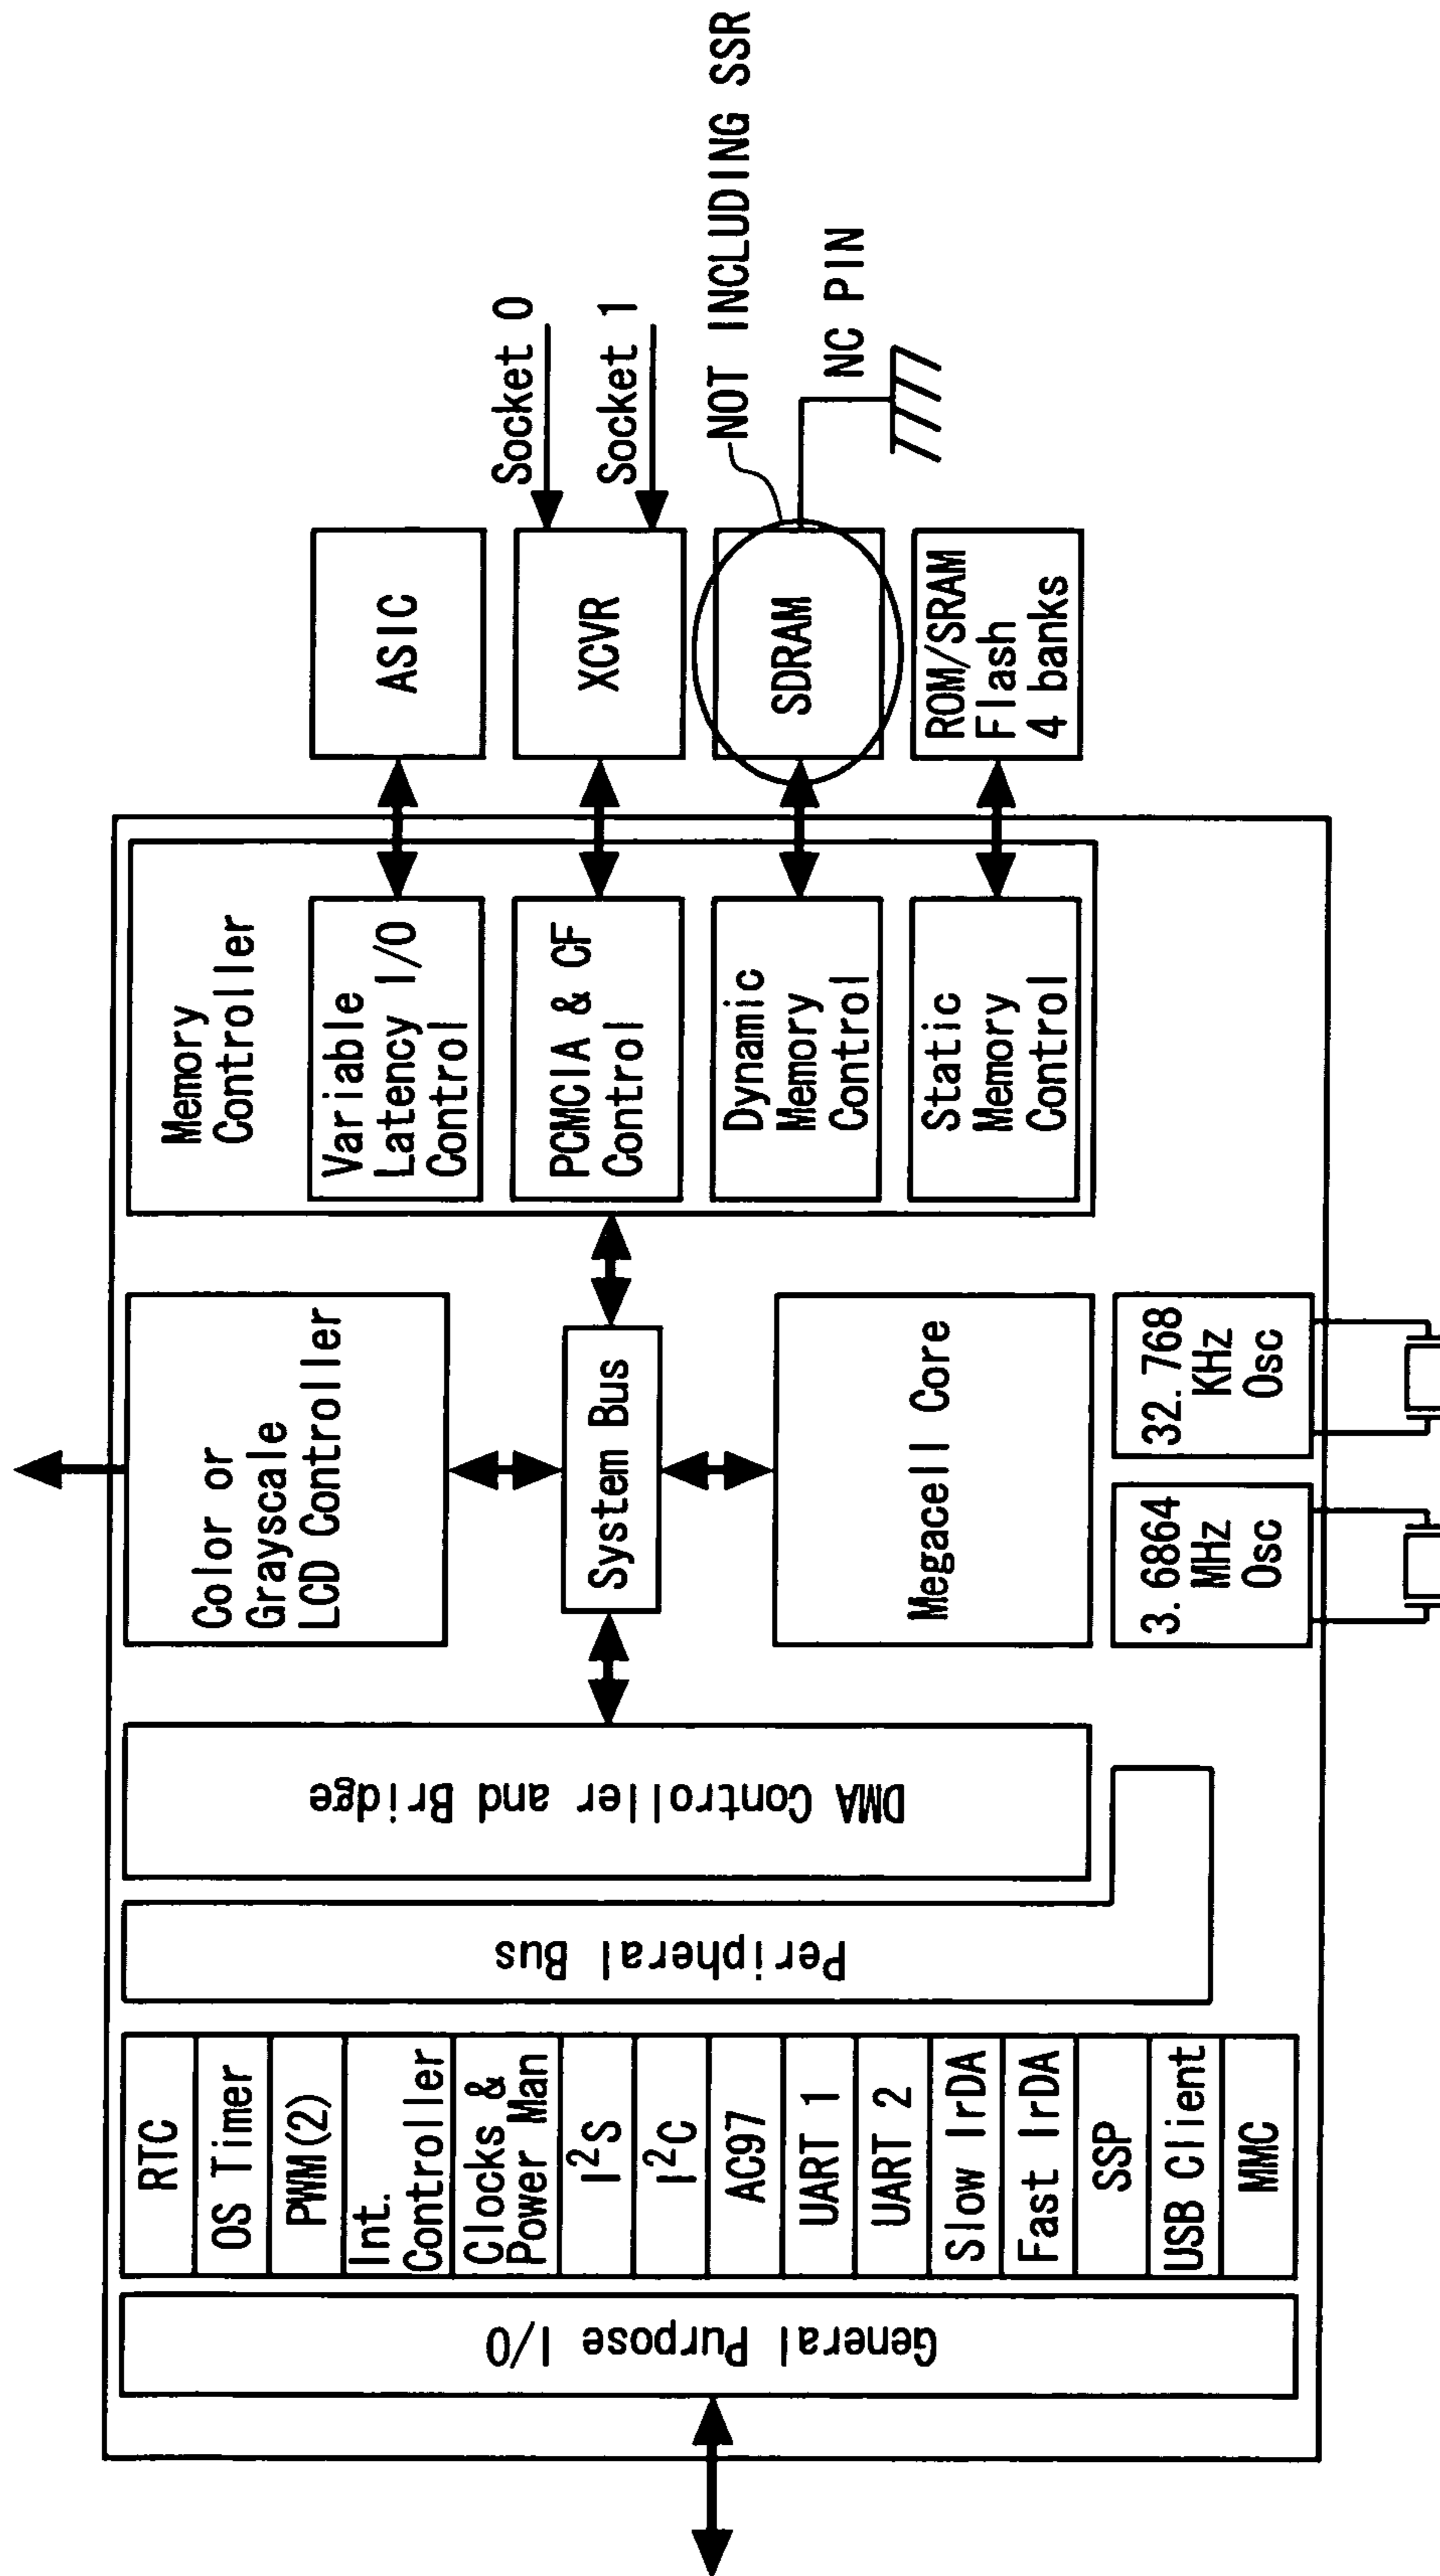 RTC
OS Timer
PWM(2)
Int.
Controller
Clocks &
Power Man
I²S
I²C
AC97
UART 1
UART 2
Slow IrDA
Fast IrDA
SSP
USB Client
MMC
General Purpose I/O
Peripheral Bus
DMA Controller and Bridge
Color or
Grayscale
LCD Controller
System Bus
Megacell Core
3.6864
MHz
Osc
32.768
KHz
Osc
Memory
Controller
Variable
Latency I/O
Control
PCMCIA & CF
Control
Dynamic
Memory
Control
Static
Memory
Control
ASIC
XCVR
SDRAM
ROM/SRAM
Flash
4 banks
Socket 0
Socket 1
NOT INCLUDING SSR
NC PIN